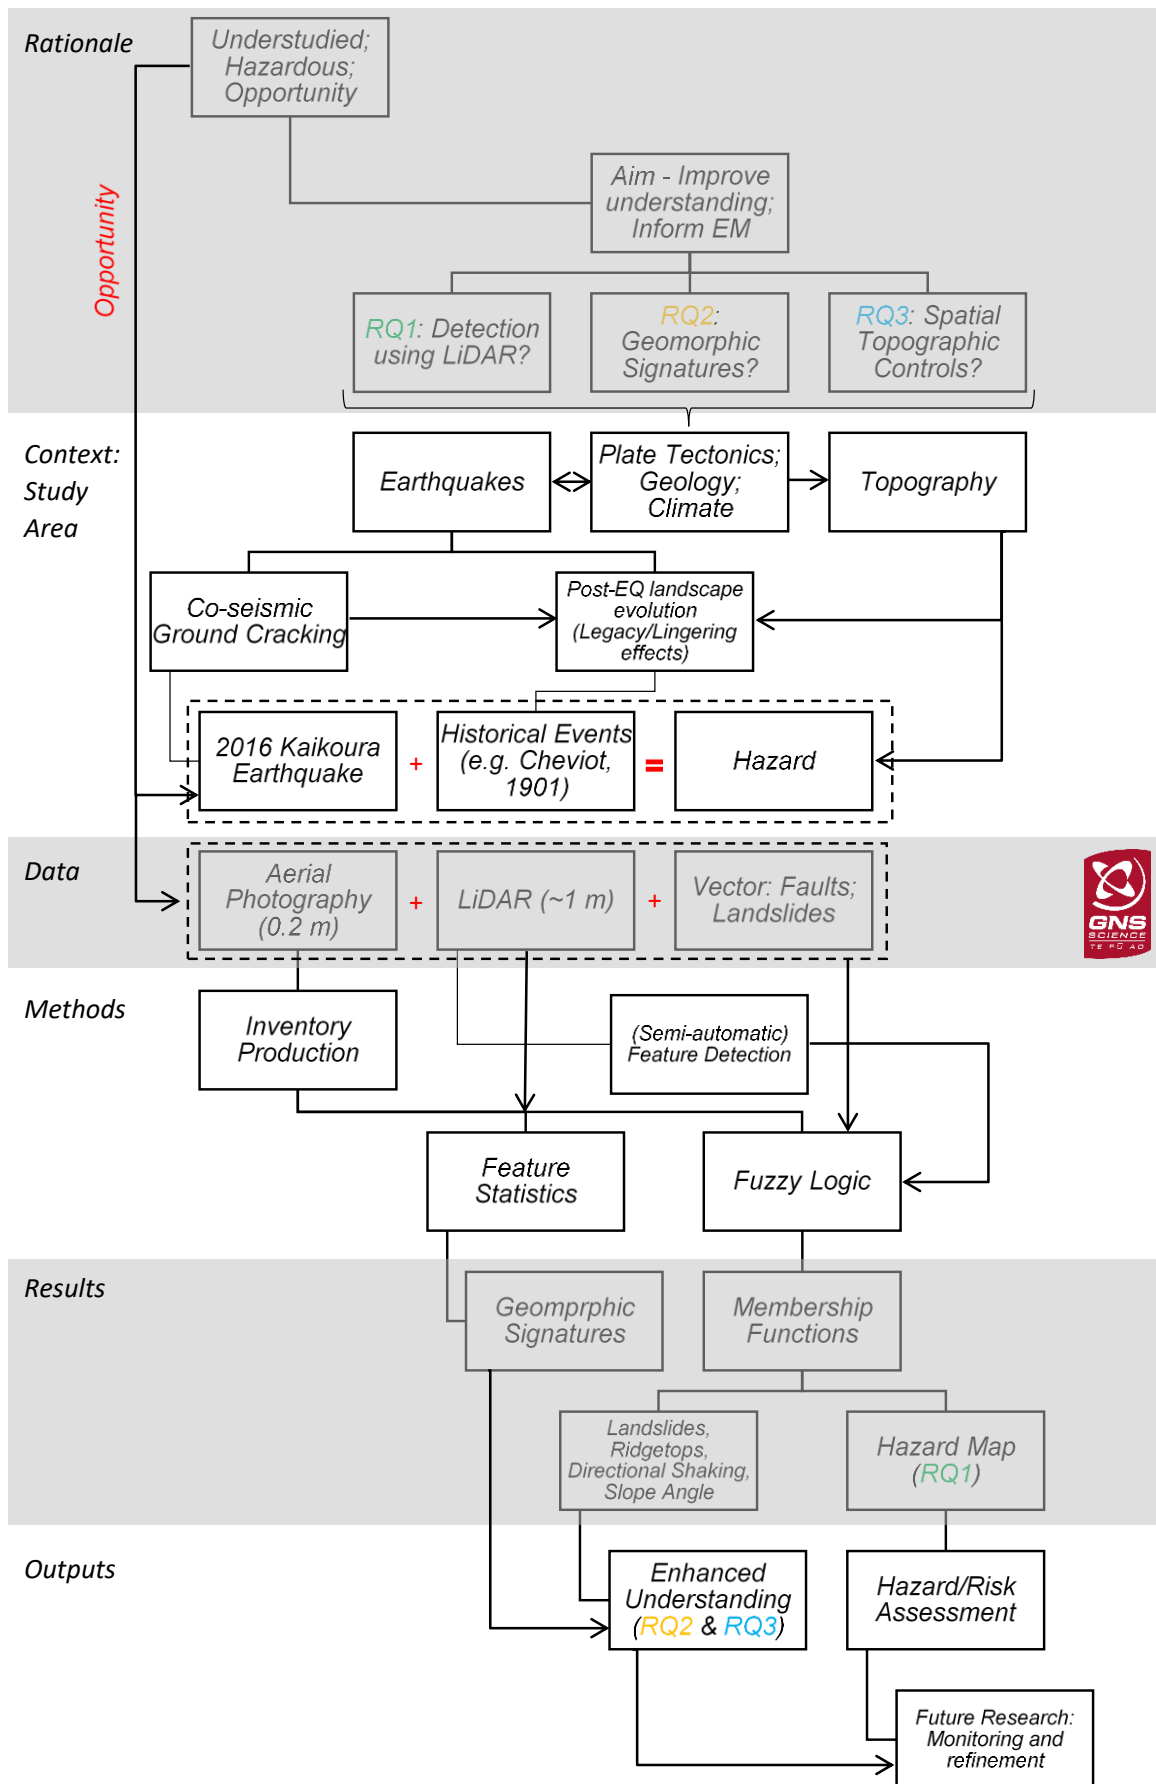 Rationale
Understudied;
Hazardous;
Opportunity
Opportunity
Aim - Improve
understanding;
Inform EM
RQ1: Detection
using LiDAR?
RQ2:
Geomorphic
Signatures?
RQ3: Spatial
Topographic
Controls?
Context:
Study
Area
Earthquakes
Plate Tectonics;
Geology;
Climate
Topography
Co-seismic
Ground Cracking
Post-EQ landscape
evolution
(Legacy/Lingering
effects)
2016 Kaikoura
Earthquake
+
Historical Events
(e.g. Cheviot,
1901)
=
Hazard
Data
Aerial
Photography
(0.2 m)
+
LiDAR (~1 m)
+
Vector: Faults;
Landslides
GNS
SCIENCE
TE PŪ AO
Methods
Inventory
Production
(Semi-automatic)
Feature Detection
Feature
Statistics
Fuzzy Logic
Results
Geomprphic
Signatures
Membership
Functions
Landslides,
Ridgetops,
Directional Shaking,
Slope Angle
Hazard Map
(RQ1)
Outputs
Enhanced
Understanding
(RQ2 & RQ3)
Hazard/Risk
Assessment
Future Research:
Monitoring and
refinement